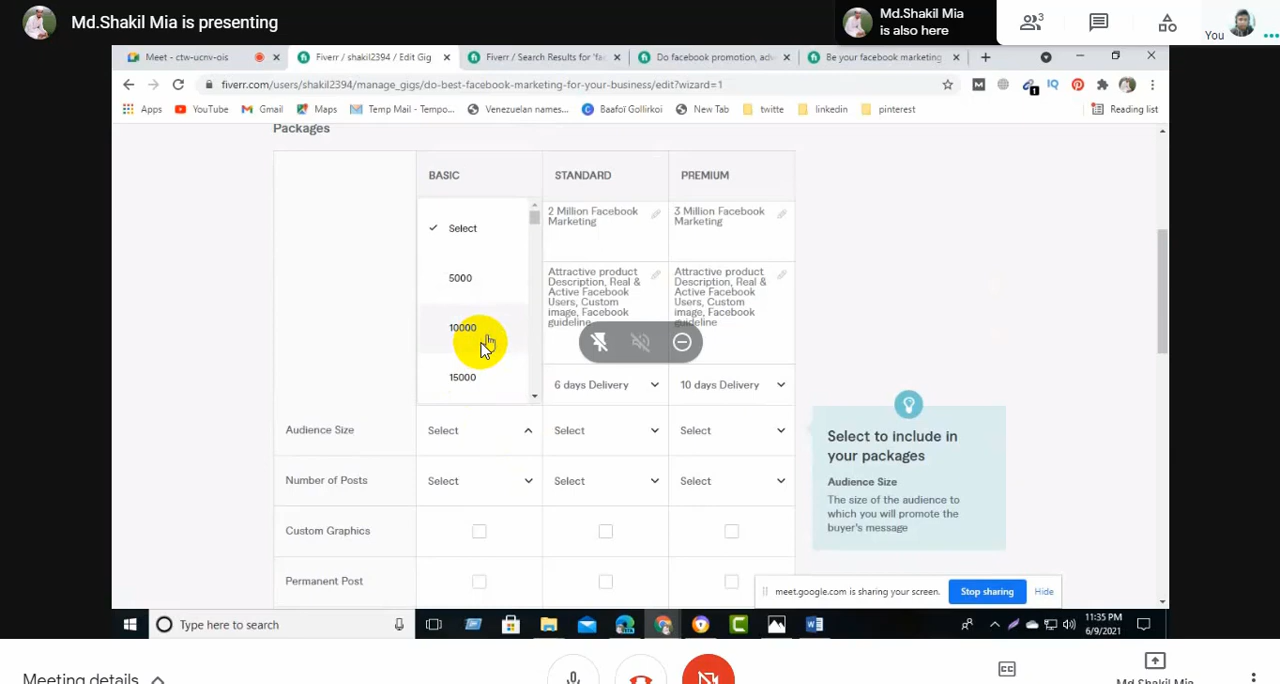 Md.Shakil Mia is presenting
Md.Shakil Mia
is also here
3
You
Meet - ctw-ucnv-ois
Fiverr / shakil2394 / Edit Gig
Fiverr / Search Results for 'fac
Do facebook promotion, adv
Be your facebook marketing
fiverr.com/users/shakil2394/manage_gigs/do-best-facebook-marketing-for-your-business/edit?wizard=1
Apps
YouTube
Gmail
Maps
Temp Mail - Tempo...
Venezuelan names...
Baafoï Gollirkoi
New Tab
twitte
linkedin
pinterest
Reading list
Packages
BASIC
STANDARD
PREMIUM
Select
5000
10000
15000
2 Million Facebook
Marketing
3 Million Facebook
Marketing
Attractive product
Description, Real &
Active Facebook
Users, Custom
image, Facebook
guideline
Attractive product
Description, Real &
Active Facebook
Users, Custom
image, Facebook
guideline
6 days Delivery
10 days Delivery
Audience Size
Select
Select
Select
Number of Posts
Select
Select
Select
Custom Graphics
Permanent Post
Select to include in
your packages
Audience Size
The size of the audience to
which you will promote the
buyer's message
meet.google.com is sharing your screen.
Stop sharing
Hide
Type here to search
11:35 PM
6/9/2021
Meeting details
Md.Shakil Mia